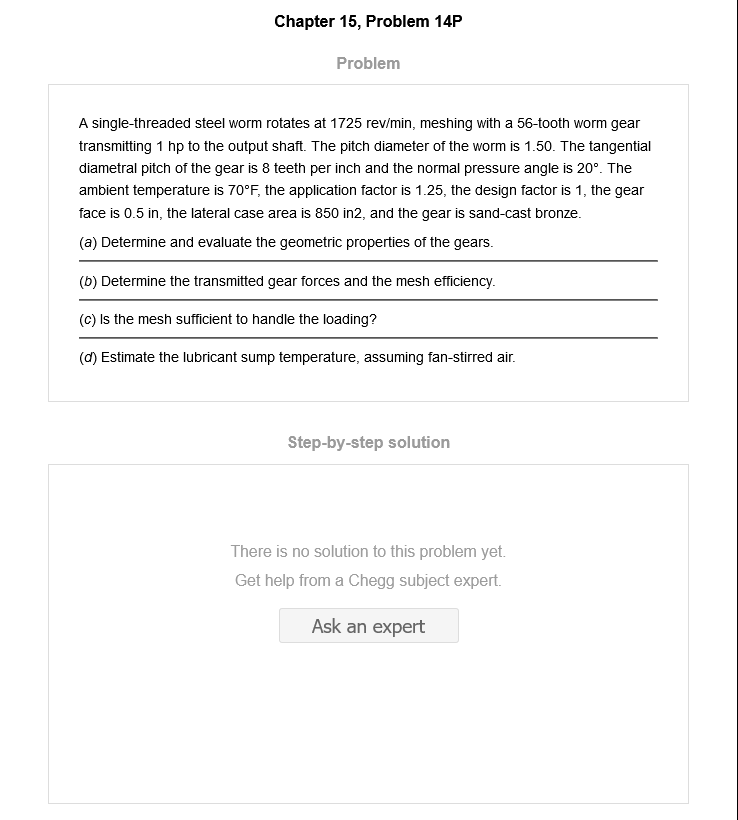 Chapter 15, Problem 14P
Problem
A single-threaded steel worm rotates at 1725 rev/min, meshing with a 56-tooth worm gear
transmitting 1 hp to the output shaft. The pitch diameter of the worm is 1.50. The tangential
diametral pitch of the gear is 8 teeth per inch and the normal pressure angle is 20°. The
ambient temperature is 70°F, the application factor is 1.25, the design factor is 1, the gear
face is 0.5 in, the lateral case area is 850 in2, and the gear is sand-cast bronze.
(a) Determine and evaluate the geometric properties of the gears.
(b) Determine the transmitted gear forces and the mesh efficiency.
(c) Is the mesh sufficient to handle the loading?
(d) Estimate the lubricant sump temperature, assuming fan-stirred air.
Step-by-step solution
There is no solution to this problem yet.
Get help from a Chegg subject expert.
Ask an expert